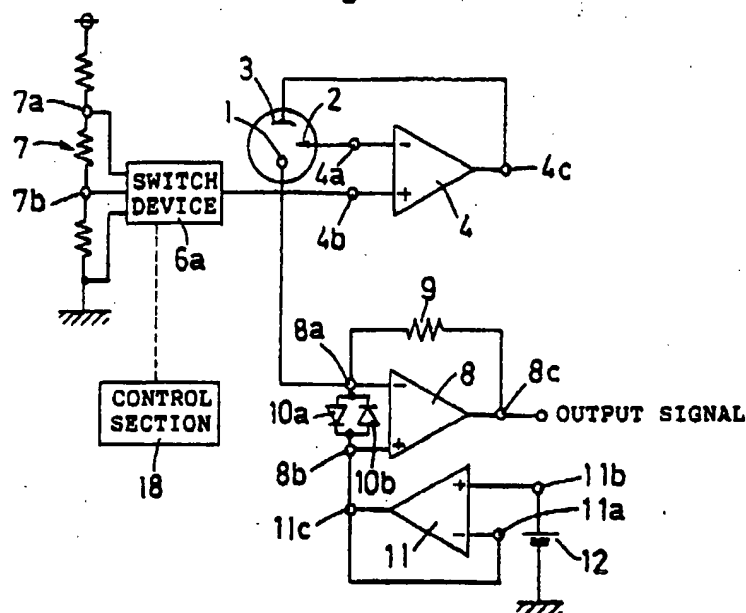 3
2
1
7a
7
7b
SWITCH
DEVICE
6a
4a
4b
-
+
4
4c
9
8a
8
8c
-
+
OUTPUT SIGNAL
CONTROL
SECTION
18
10a
10b
8b
11b
11a
11c
+
-
11
12